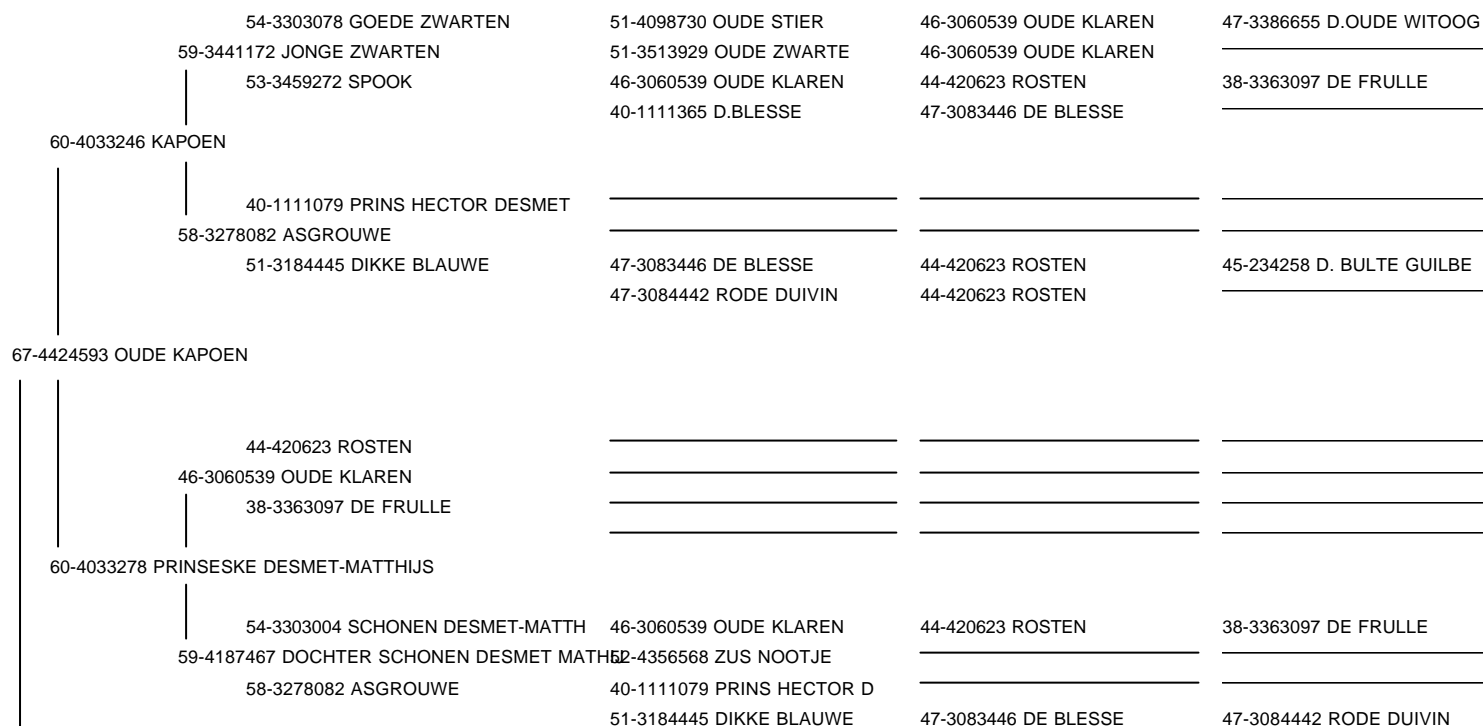 54-3303078 GOEDE ZWARTEN 51-4098730 OUDE STIER 46-3060539 OUDE KLAREN 47-3386655 D.OUDE WITOOG
59-3441172 JONGE ZWARTEN 51-3513929 OUDE ZWARTE 46-3060539 OUDE KLAREN
53-3459272 SPOOK 46-3060539 OUDE KLAREN 44-420623 ROSTEN 38-3363097 DE FRULLE
40-1111365 D.BLESSE 47-3083446 DE BLESSE
60-4033246 KAPOEN
40-1111079 PRINS HECTOR DESMET
58-3278082 ASGROUWE
51-3184445 DIKKE BLAUWE 47-3083446 DE BLESSE 44-420623 ROSTEN 45-234258 D. BULTE GUILBE
47-3084442 RODE DUIVIN 44-420623 ROSTEN
67-4424593 OUDE KAPOEN
44-420623 ROSTEN
46-3060539 OUDE KLAREN
38-3363097 DE FRULLE
60-4033278 PRINSESKE DESMET-MATTHIJS
54-3303004 SCHONEN DESMET-MATTH 46-3060539 OUDE KLAREN 44-420623 ROSTEN 38-3363097 DE FRULLE
59-4187467 DOCHTER SCHONEN DESMET 52-4356568 ZUS NOOTJE
58-3278082 ASGROUWE 40-1111079 PRINS HECTOR D
51-3184445 DIKKE BLAUWE 47-3083446 DE BLESSE 47-3084442 RODE DUIVIN